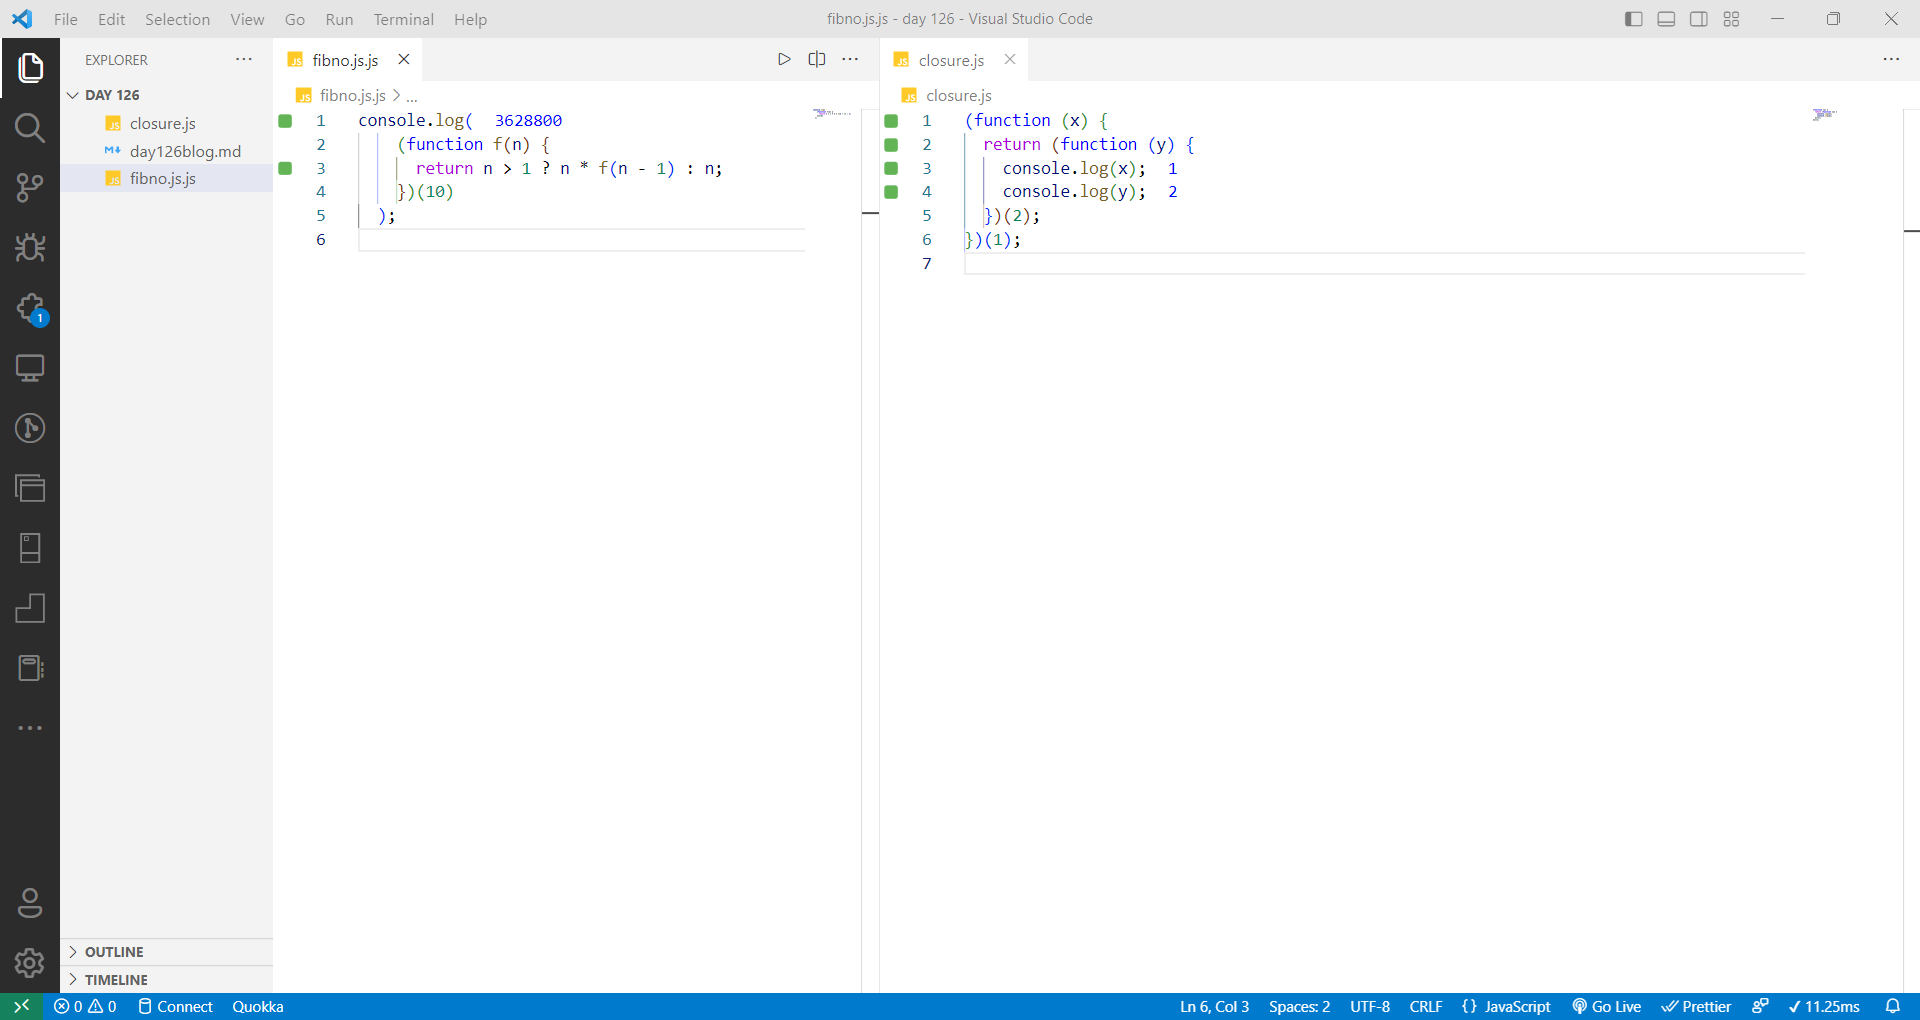 File Edit Selection View Go Run Terminal Help
fibno.js.js - day 126 - Visual Studio Code
EXPLORER
DAY 126
closure.js
day126blog.md
fibno.js.js
OUTLINE
TIMELINE
1
fibno.js.js
fibno.js.js > ...
1 console.log( 3628800
2 (function f(n) {
3 return n > 1 ? n * f(n - 1) : n;
4 })(10)
5 );
6
closure.js
closure.js
1 (function (x) {
2 return (function (y) {
3 console.log(x); 1
4 console.log(y); 2
5 })(2);
6 })(1);
7
0 0 Connect Quokka Ln 6, Col 3 Spaces: 2 UTF-8 CRLF {} JavaScript Go Live Prettier ✓ 11.25ms